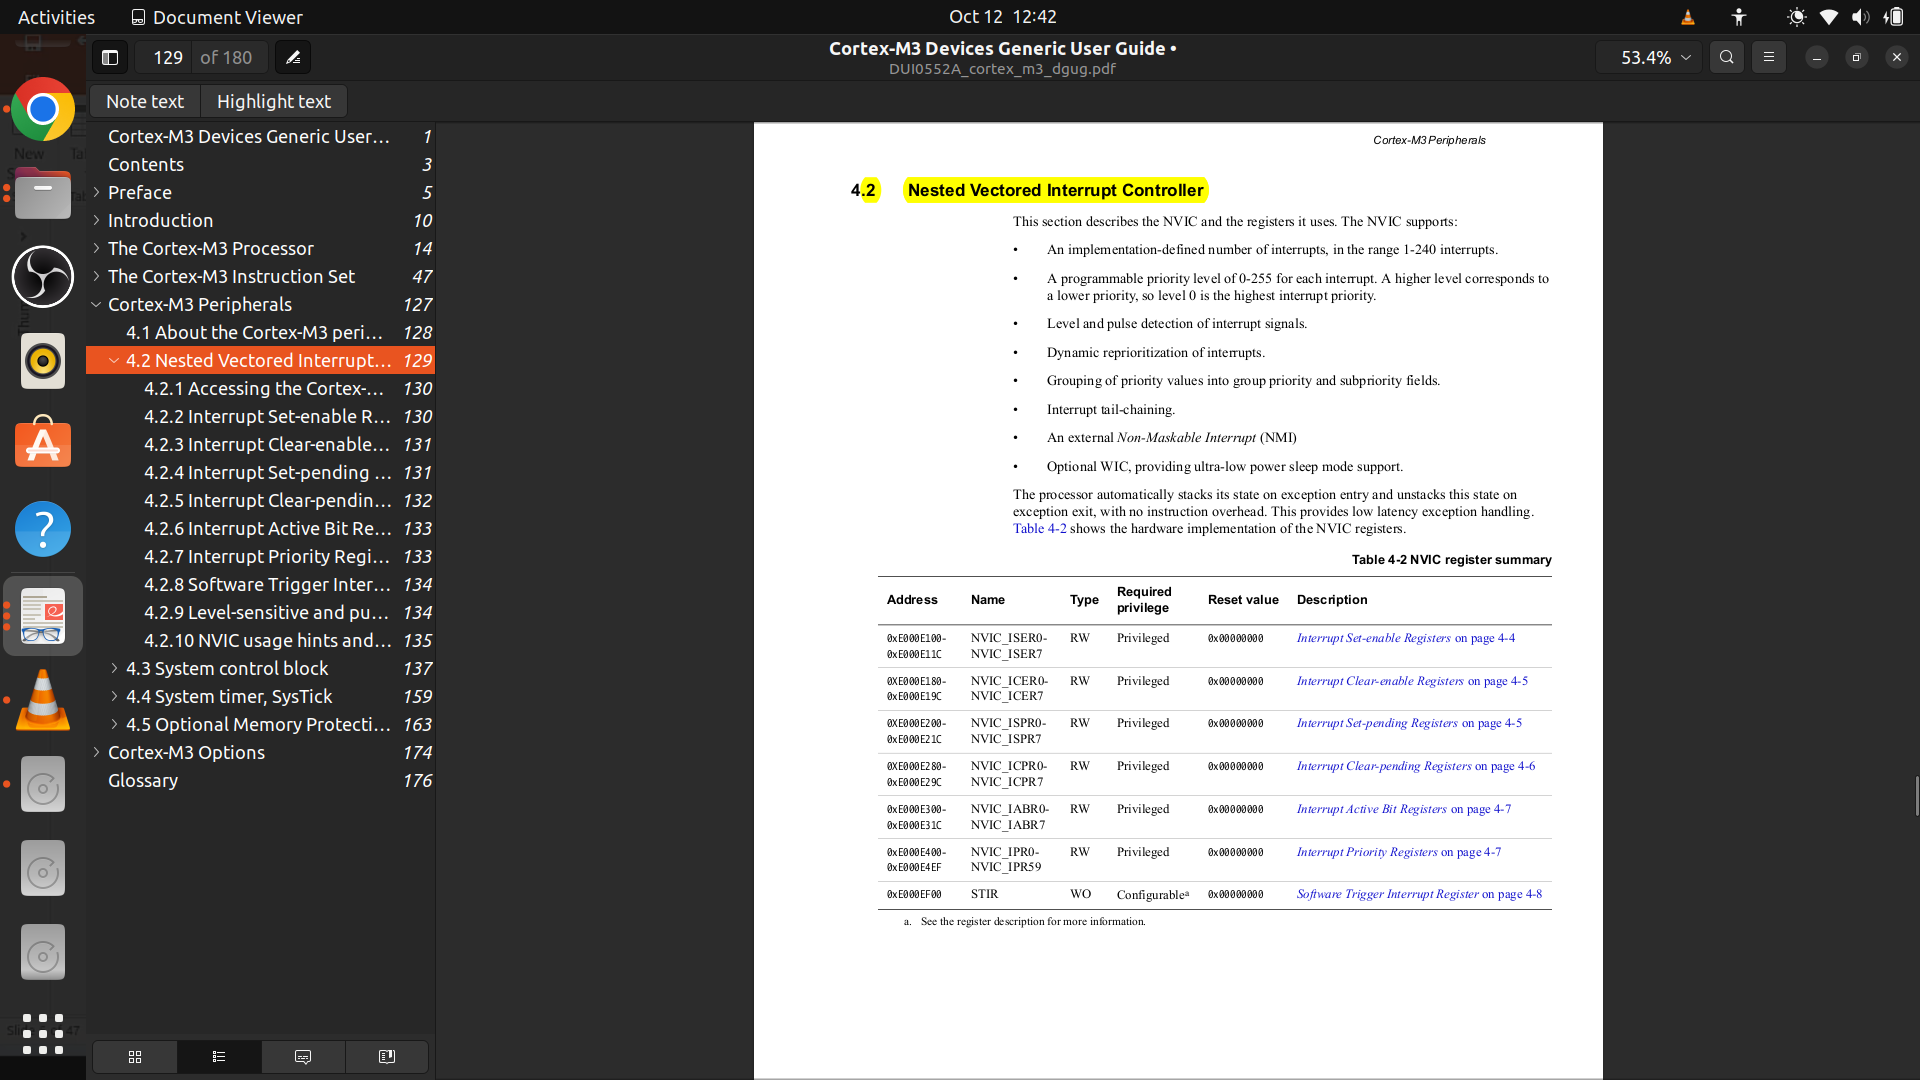 Activities
Document Viewer
Oct 12 12:42
129 of 180
Cortex-M3 Devices Generic User Guide •
DUI0552A_cortex_m3_dgug.pdf
53.4%
Note text
Highlight text
Cortex-M3 Devices Generic User… 1
Contents 3
Preface 5
Introduction 10
The Cortex-M3 Processor 14
The Cortex-M3 Instruction Set 47
Cortex-M3 Peripherals 127
4.1 About the Cortex-M3 peri… 128
4.2 Nested Vectored Interrupt… 129
4.2.1 Accessing the Cortex-… 130
4.2.2 Interrupt Set-enable R… 130
4.2.3 Interrupt Clear-enable… 131
4.2.4 Interrupt Set-pending … 131
4.2.5 Interrupt Clear-pendin… 132
4.2.6 Interrupt Active Bit Re… 133
4.2.7 Interrupt Priority Regi… 133
4.2.8 Software Trigger Inter… 134
4.2.9 Level-sensitive and pu… 134
4.2.10 NVIC usage hints and… 135
4.3 System control block 137
4.4 System timer, SysTick 159
4.5 Optional Memory Protecti… 163
Cortex-M3 Options 174
Glossary 176
Cortex-M3 Peripherals
4.2 Nested Vectored Interrupt Controller
This section describes the NVIC and the registers it uses. The NVIC supports:
• An implementation-defined number of interrupts, in the range 1-240 interrupts.
• A programmable priority level of 0-255 for each interrupt. A higher level corresponds to
a lower priority, so level 0 is the highest interrupt priority.
• Level and pulse detection of interrupt signals.
• Dynamic reprioritization of interrupts.
• Grouping of priority values into group priority and subpriority fields.
• Interrupt tail-chaining.
• An external Non-Maskable Interrupt (NMI)
• Optional WIC, providing ultra-low power sleep mode support.
The processor automatically stacks its state on exception entry and unstacks this state on
exception exit, with no instruction overhead. This provides low latency exception handling.
Table 4-2 shows the hardware implementation of the NVIC registers.
Table 4-2 NVIC register summary
Address Name Type Required privilege Reset value Description
0xE000E100- NVIC_ISER0- RW Privileged 0x00000000 Interrupt Set-enable Registers on page 4-4
0xE000E11C NVIC_ISER7
0XE000E180- NVIC_ICER0- RW Privileged 0x00000000 Interrupt Clear-enable Registers on page 4-5
0xE000E19C NVIC_ICER7
0XE000E200- NVIC_ISPR0- RW Privileged 0x00000000 Interrupt Set-pending Registers on page 4-5
0xE000E21C NVIC_ISPR7
0XE000E280- NVIC_ICPR0- RW Privileged 0x00000000 Interrupt Clear-pending Registers on page 4-6
0xE000E29C NVIC_ICPR7
0xE000E300- NVIC_IABR0- RW Privileged 0x00000000 Interrupt Active Bit Registers on page 4-7
0xE000E31C NVIC_IABR7
0xE000E400- NVIC_IPR0- RW Privileged 0x00000000 Interrupt Priority Registers on page 4-7
0xE000E4EF NVIC_IPR59
0xE000EF00 STIR WO Configurablea 0x00000000 Software Trigger Interrupt Register on page 4-8
a. See the register description for more information.